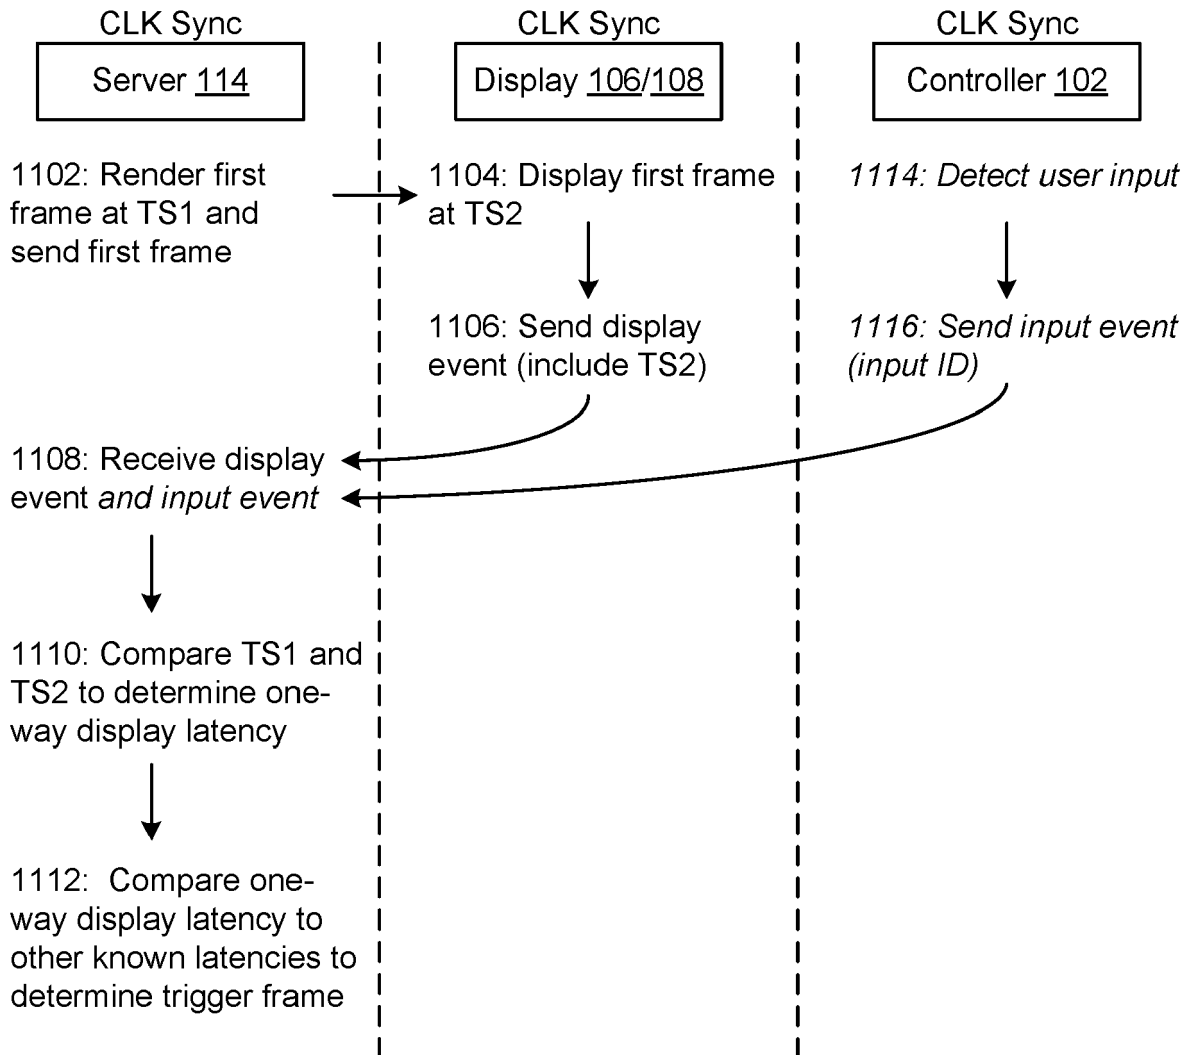 CLK Sync
Server 114
1102: Render first
frame at TS1 and
send first frame
1108: Receive display
event and input event
1110: Compare TS1 and
TS2 to determine one-
way display latency
1112:  Compare one-
way display latency to
other known latencies to
determine trigger frame
CLK Sync
Display 106/108
1104: Display first frame
at TS2
1106: Send display
event (include TS2)
CLK Sync
Controller 102
1114: Detect user input
1116: Send input event
(input ID)